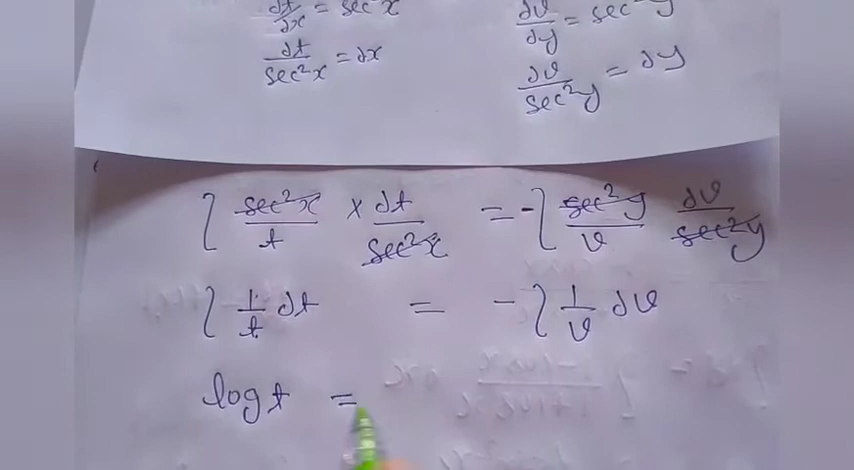 dt/dx = sec²x    dv/dy = sec²y
dt/sec²x = dx    dv/sec²y = dy
∫ sec²x/t × dt/sec²x = -∫ sec²y/v dv/sec²y
∫ 1/t dt = -∫ 1/v dv
log t =